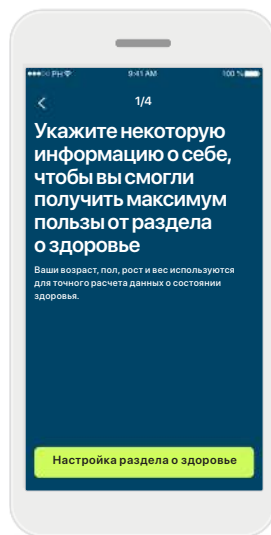 PH 9:41 AM 100 %
1/4
Укажите некоторую
информацию о себе,
чтобы вы смогли
получить максимум
пользы от раздела
о здоровье
Ваши возраст, пол, рост и вес используются
для точного расчета данных о состоянии
здоровья.
Настройка раздела о здоровье